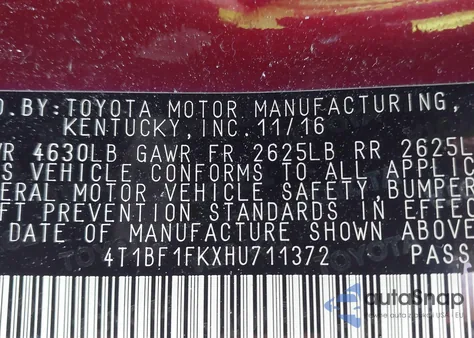 D.BY:TOYOTA MOTOR MANUFACTURING,
KENTUCKY,INC.11/16
VR 4630LB GAWR FR 2625LB RR 2625L
S VEHICLE CONFORMS TO ALL APPLIC
ERAL MOTOR VEHICLE SAFETY, BUMPER
FT PREVENTION STANDARDS IN EFFEC
DATE OF MANUFACTURE SHOWN ABOVE
4T1BF1FKXHU711372 PASS
autoSnap